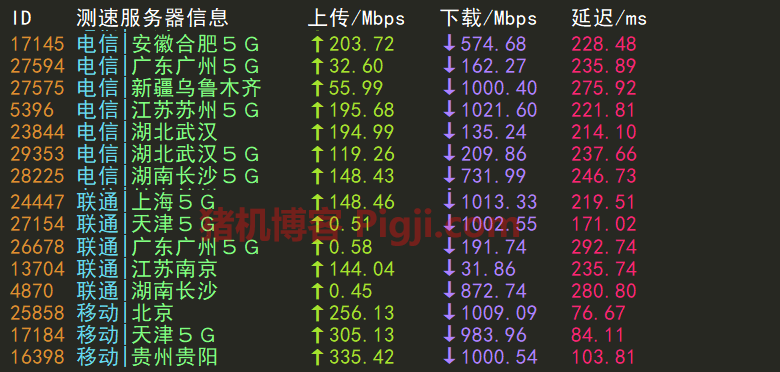 ID 测速服务器信息 上传/Mbps 下载/Mbps 延迟/ms
17145 电信|安徽合肥５Ｇ ↑203.72 ↓574.68 228.48
27594 电信|广东广州５Ｇ ↑32.60 ↓162.27 235.89
27575 电信|新疆乌鲁木齐 ↑55.99 ↓1000.40 275.92
5396 电信|江苏苏州５Ｇ ↑195.68 ↓1021.60 221.81
23844 电信|湖北武汉 ↑194.99 ↓135.24 214.10
29353 电信|湖北武汉５Ｇ ↑119.26 ↓209.86 237.66
28225 电信|湖南长沙５Ｇ ↑148.43 ↓731.99 246.73
24447 联通|上海５Ｇ ↑148.46 ↓1013.33 219.51
27154 联通|天津５Ｇ ↑0.51 ↓1002.55 171.02
猪机博客 Pigji.com
26678 联通|广东广州５Ｇ ↑0.58 ↓191.74 292.74
13704 联通|江苏南京 ↑144.04 ↓31.86 235.74
4870 联通|湖南长沙 ↑0.45 ↓872.74 280.80
25858 移动|北京 ↑256.13 ↓1009.09 76.67
17184 移动|天津５Ｇ ↑305.13 ↓983.96 84.11
16398 移动|贵州贵阳 ↑335.42 ↓1000.54 103.81